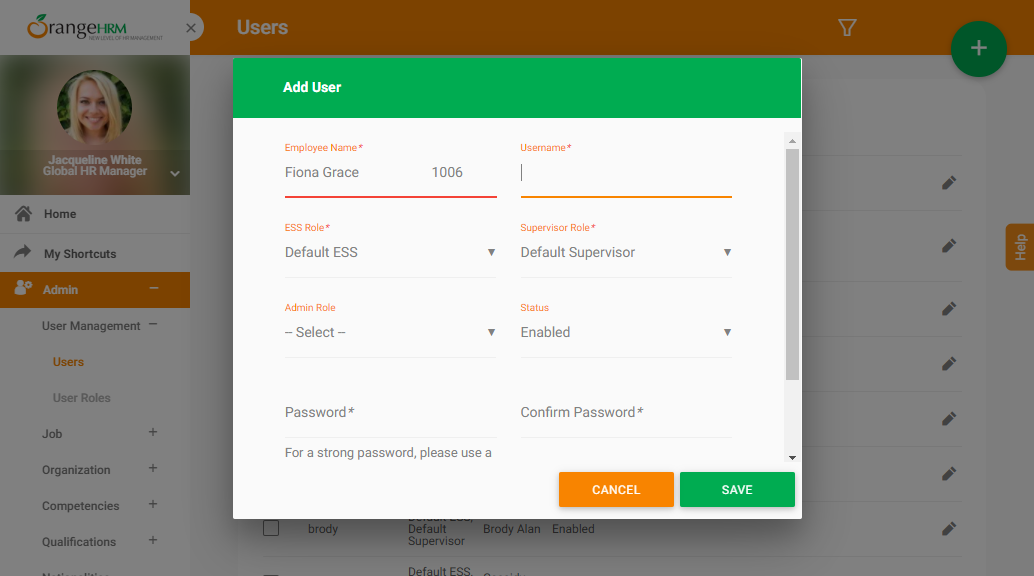 OrangeHRM
NEW LEVEL OF HR MANAGEMENT
Users
Jacqueline White
Global HR Manager
Home
My Shortcuts
Admin
User Management
Users
User Roles
Job
Organization
Competencies
Qualifications
Nationalities
Add User
Employee Name*
Username*
Fiona Grace 1006
ESS Role*
Supervisor Role*
Default ESS
Default Supervisor
Admin Role
Status
-- Select --
Enabled
Password*
Confirm Password*
For a strong password, please use a
CANCEL
SAVE
Default ESS,
brody Default Brody Alan Enabled
Supervisor
Default ESS, Cassidy
Help